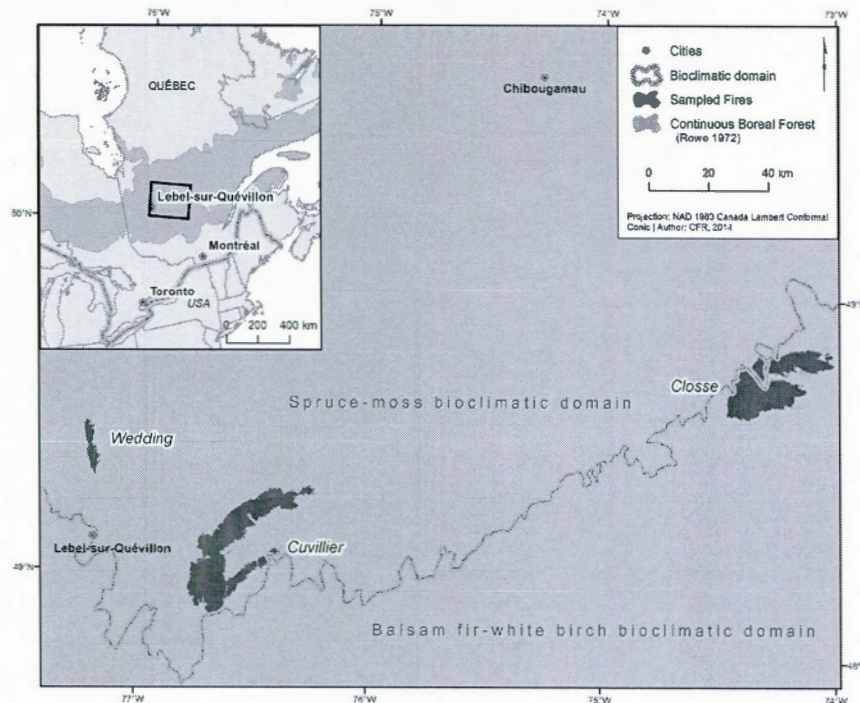 76°W
75°W
74°W
73°W
QUÉBEC
Lebel-sur-Quévillon
Montréal
Toronto
USA
0 200 400 km
50°N
Chibougamau
Cities
Bioclimatic domain
Sampled Fires
Continuous Boreal Forest
(Rowe 1972)
0 20 40 km
Projection: NAD 1983 Canada Lambert Conformal
Conic | Author: CFR, 2014
49°N
Closse
Spruce-moss bioclimatic domain
Wedding
Lebel-sur-Quévillon
Cuvillier
49°N
Balsam fir-white birch bioclimatic domain
77°W
76°W
75°W
74°W